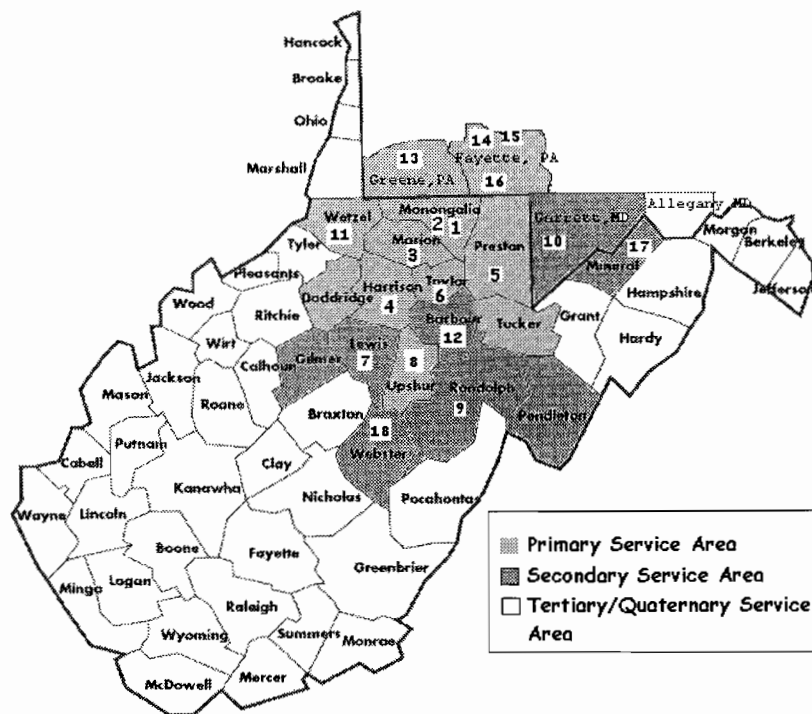 Hancock
Brooke
Ohio
Marshall
14 15
13
Fayette, PA
Greene, PA
16
Allegany MD
Wetzel
Monongalia
Garrett, MD
Morgan
2 1
11
Marion
10
17
Berkeley
Tyler
3
Preston
Mineral
Pleasants
5
Jefferson
Harrison
Taylor
Hampshire
Doddridge
6
Wood
4
Ritchie
Barbour
Grant
Tucker
Wirt
Lewis
12
Hardy
Calhoun
Gilmer
7
8
Jackson
Upshur
Randolph
Mason
Roane
Braxton
9
Pendleton
18
Putnam
Webster
Clay
Cabell
Kanawha
Nicholas
Pocahontas
Wayne
Lincoln
Boone
Fayette
Greenbrier
Mingo
Logan
Raleigh
Wyoming
Summers
Monroe
Mercer
McDowell
Primary Service Area
Secondary Service Area
Tertiary/Quaternary Service
Area